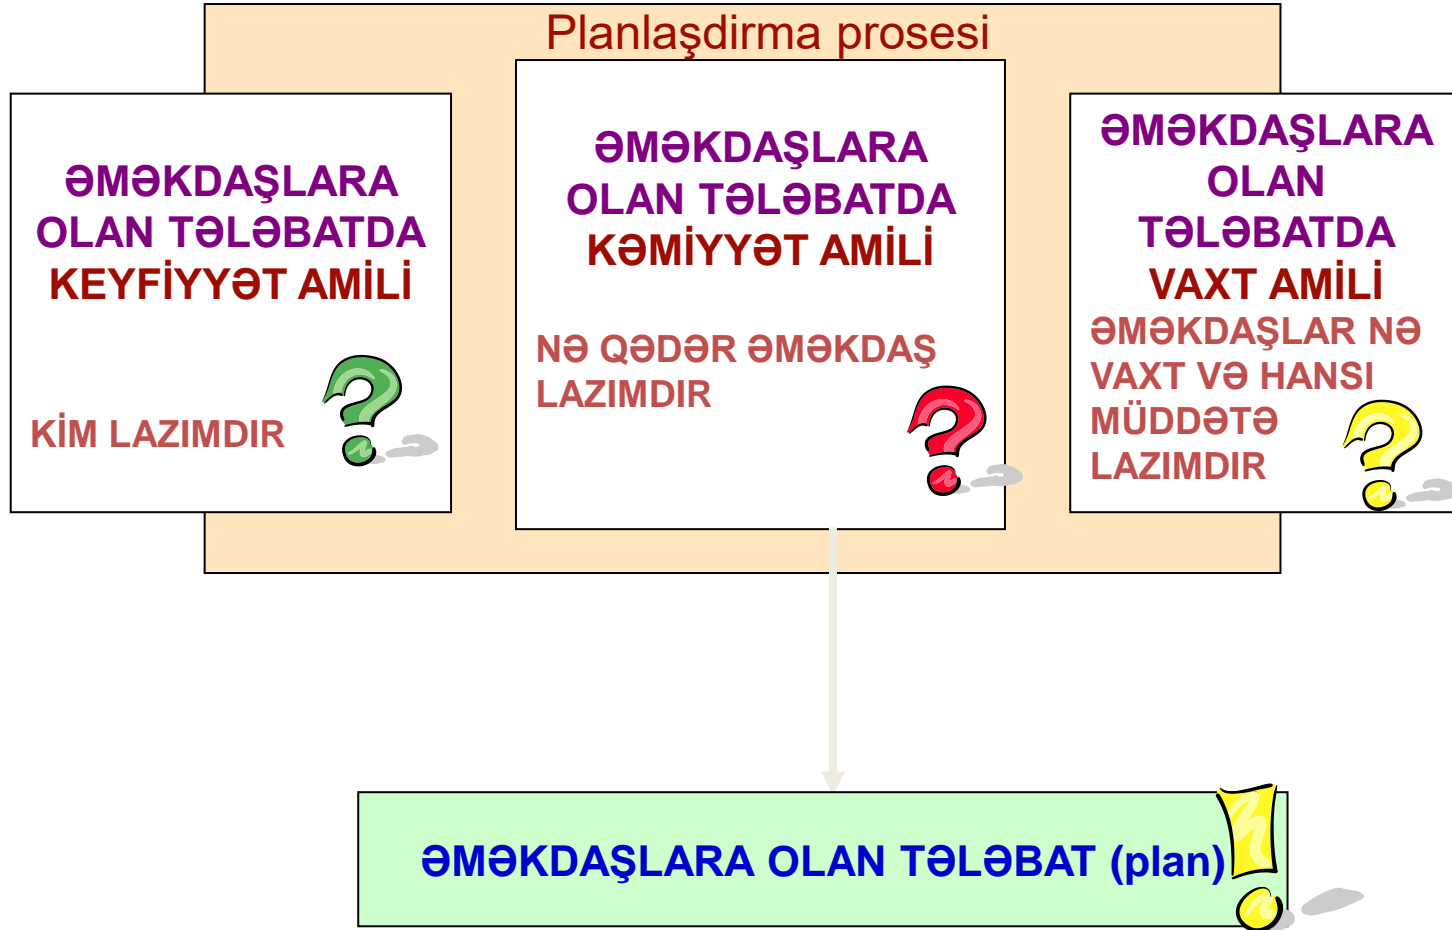 Planlaşdirma prosesi
ƏMƏKDAŞLARA
OLAN TƏLƏBATDA
KEYFİYYƏT AMİLİ
KİM LAZIMDIR
ƏMƏKDAŞLARA
OLAN TƏLƏBATDA
KƏMİYYƏT AMİLİ
NƏ QƏDƏR ƏMƏKDAŞ
LAZIMDIR
ƏMƏKDAŞLARA
OLAN
TƏLƏBATDA
VAXT AMİLİ
ƏMƏKDAŞLAR NƏ
VAXT VƏ HANSI
MÜDDƏTƏ
LAZIMDIR
ƏMƏKDAŞLARA OLAN TƏLƏBAT (plan)